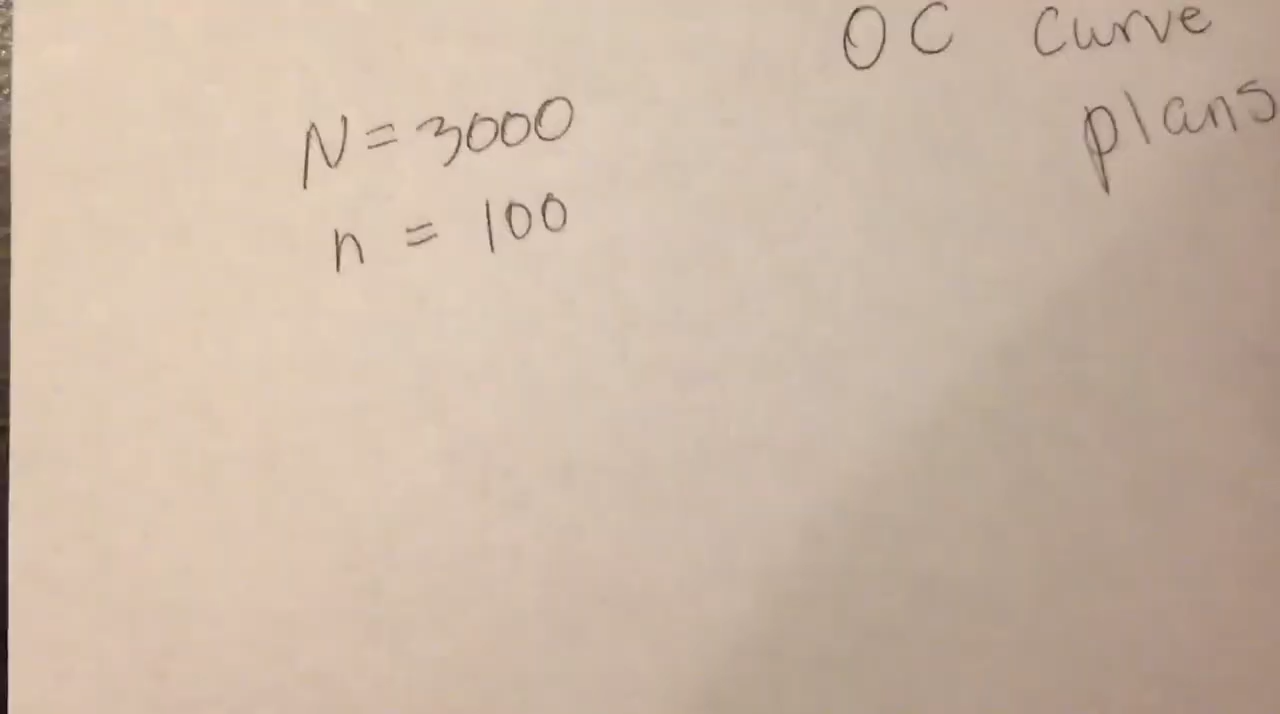 OC Curve
plans
N = 3000
n = 100